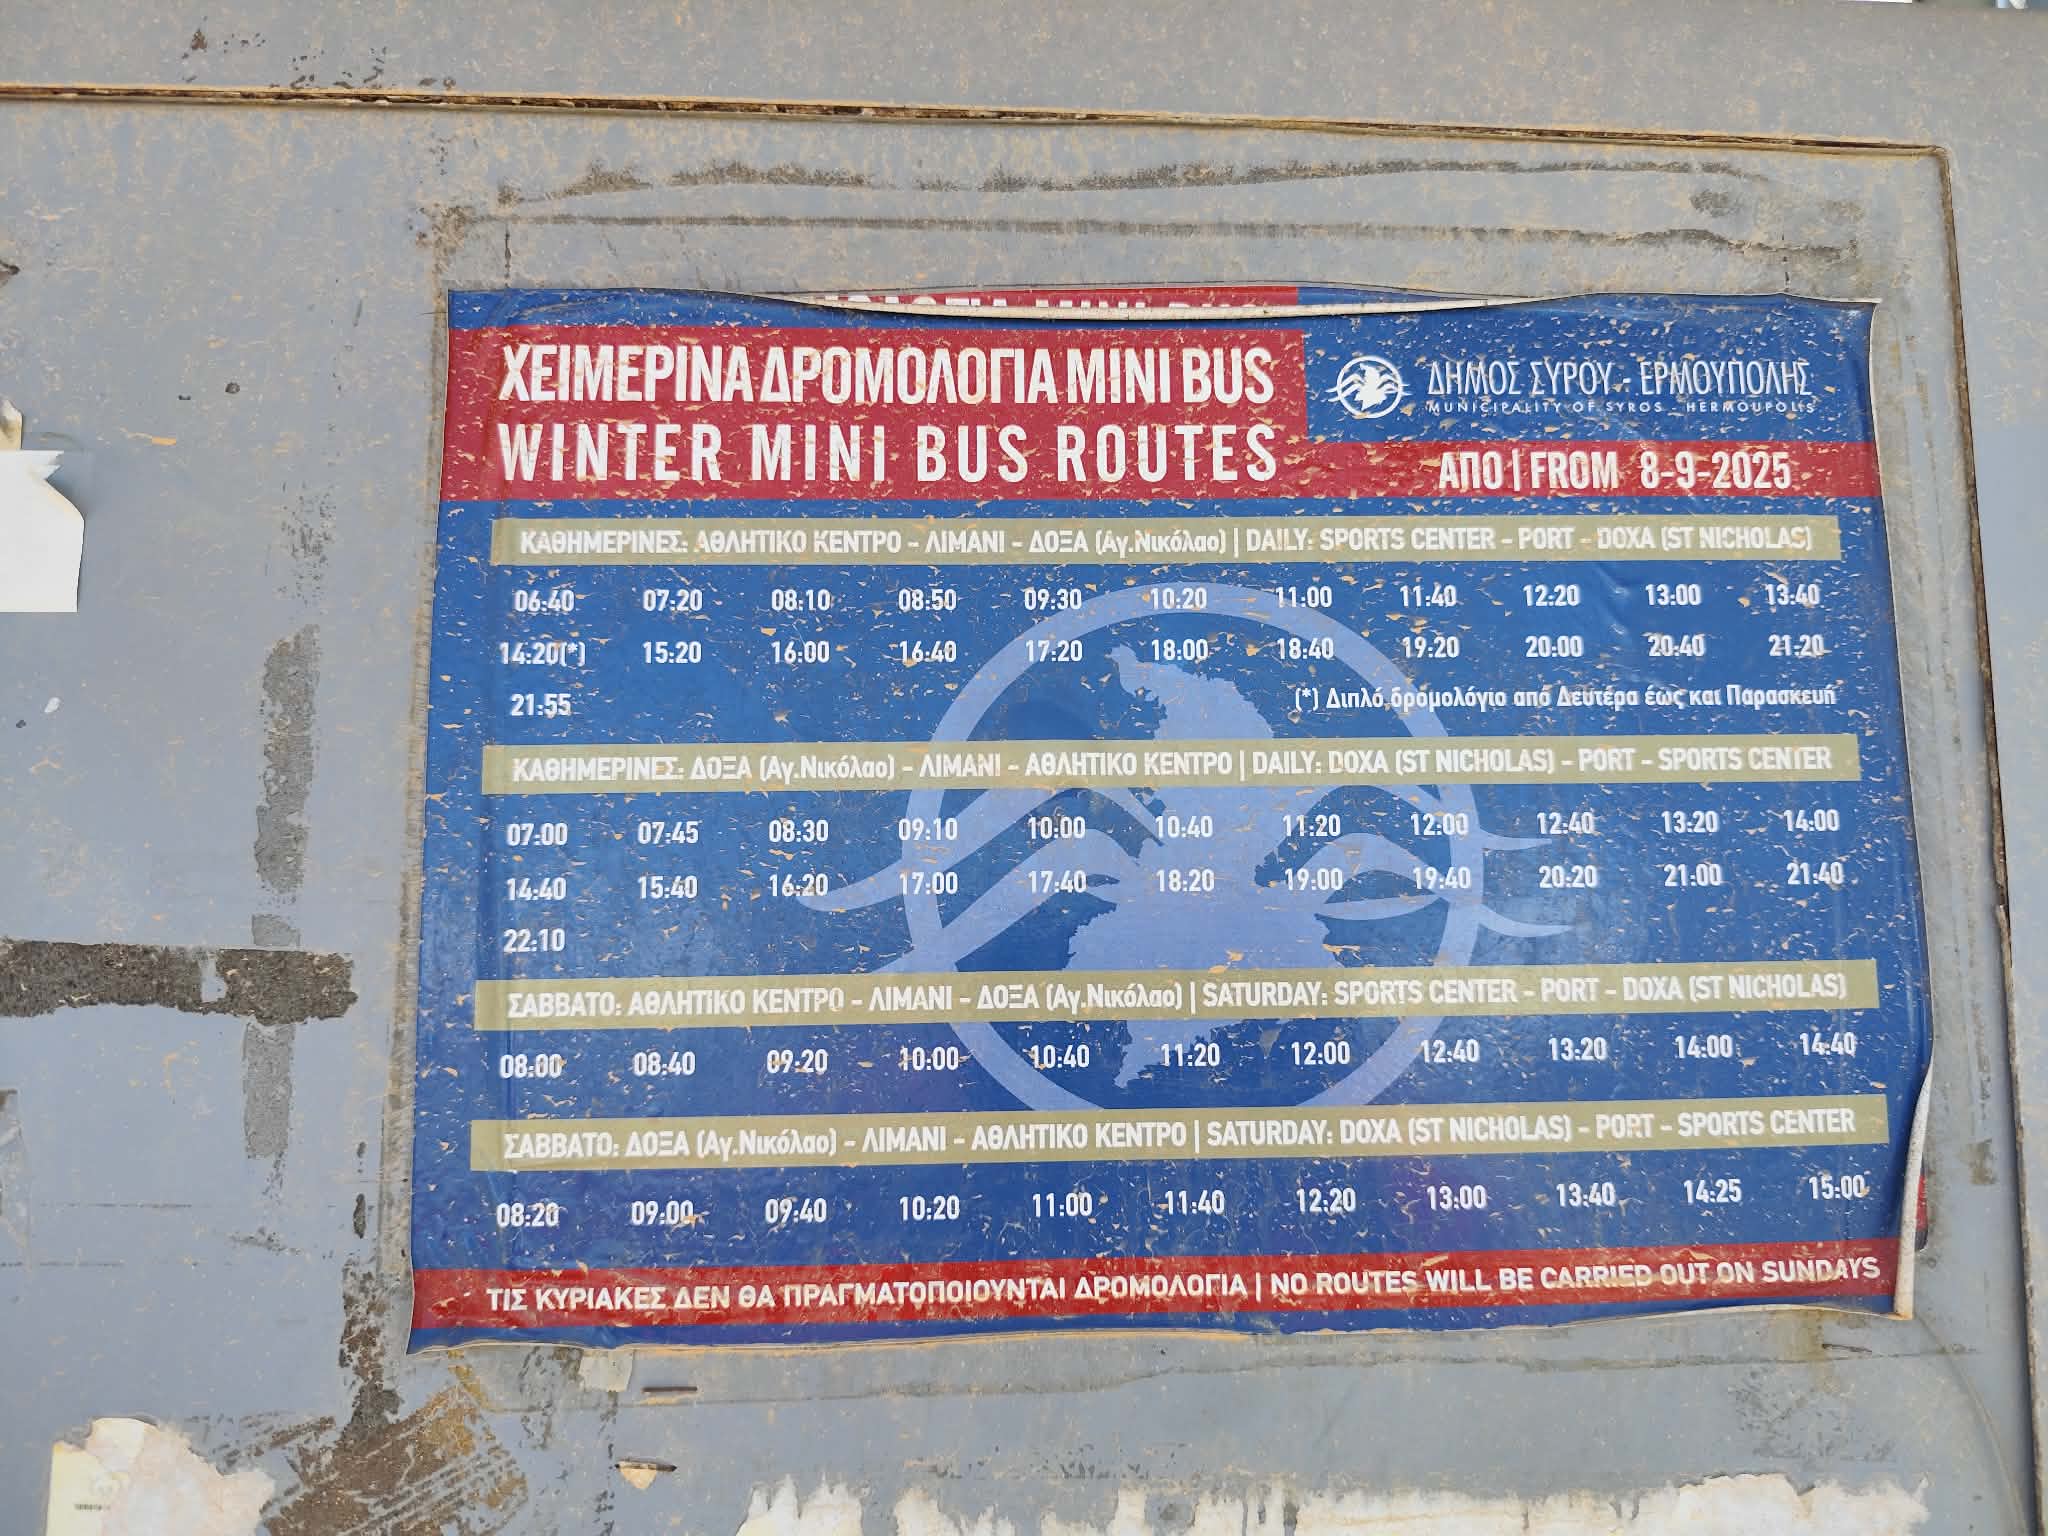 ΧΕΙΜΕΡΙΝΑ ΔΡΟΜΟΛΟΓΙΑ MINI BUS
WINTER MINI BUS ROUTES
ΔΗΜΟΣ ΣΥΡΟΥ - ΕΡΜΟΥΠΟΛΗΣ
MUNICIPALITY OF SYROS - HERMOUPOLIS
ΑΠΟ | FROM 8-9-2025
ΚΑΘΗΜΕΡΙΝΕΣ: ΑΘΛΗΤΙΚΟ ΚΕΝΤΡΟ - ΛΙΜΑΝΙ - ΔΟΞΑ (Αγ.Νικόλαο) | DAILY: SPORTS CENTER - PORT - DOXA (ST NICHOLAS)
06:40 07:20 08:10 08:50 09:30 10:20 11:00 11:40 12:20 13:00 13:40
14:20(*) 15:20 16:00 16:40 17:20 18:00 18:40 19:20 20:00 20:40 21:20
21:55 (*) Διπλό δρομολόγιο από Δευτέρα έως και Παρασκευή
ΚΑΘΗΜΕΡΙΝΕΣ: ΔΟΞΑ (Αγ.Νικόλαο) - ΛΙΜΑΝΙ - ΑΘΛΗΤΙΚΟ ΚΕΝΤΡΟ | DAILY: DOXA (ST NICHOLAS) - PORT - SPORTS CENTER
07:00 07:45 08:30 09:10 10:00 10:40 11:20 12:00 12:40 13:20 14:00
14:40 15:40 16:20 17:00 17:40 18:20 19:00 19:40 20:20 21:00 21:40
22:10
ΣΑΒΒΑΤΟ: ΑΘΛΗΤΙΚΟ ΚΕΝΤΡΟ - ΛΙΜΑΝΙ - ΔΟΞΑ (Αγ.Νικόλαο) | SATURDAY: SPORTS CENTER - PORT - DOXA (ST NICHOLAS)
08:00 08:40 09:20 10:00 10:40 11:20 12:00 12:40 13:20 14:00 14:40
ΣΑΒΒΑΤΟ: ΔΟΞΑ (Αγ.Νικόλαο) - ΛΙΜΑΝΙ - ΑΘΛΗΤΙΚΟ ΚΕΝΤΡΟ | SATURDAY: DOXA (ST NICHOLAS) - PORT - SPORTS CENTER
08:20 09:00 09:40 10:20 11:00 11:40 12:20 13:00 13:40 14:25 15:00
ΤΙΣ ΚΥΡΙΑΚΕΣ ΔΕΝ ΘΑ ΠΡΑΓΜΑΤΟΠΟΙΟΥΝΤΑΙ ΔΡΟΜΟΛΟΓΙΑ | NO ROUTES WILL BE CARRIED OUT ON SUNDAYS